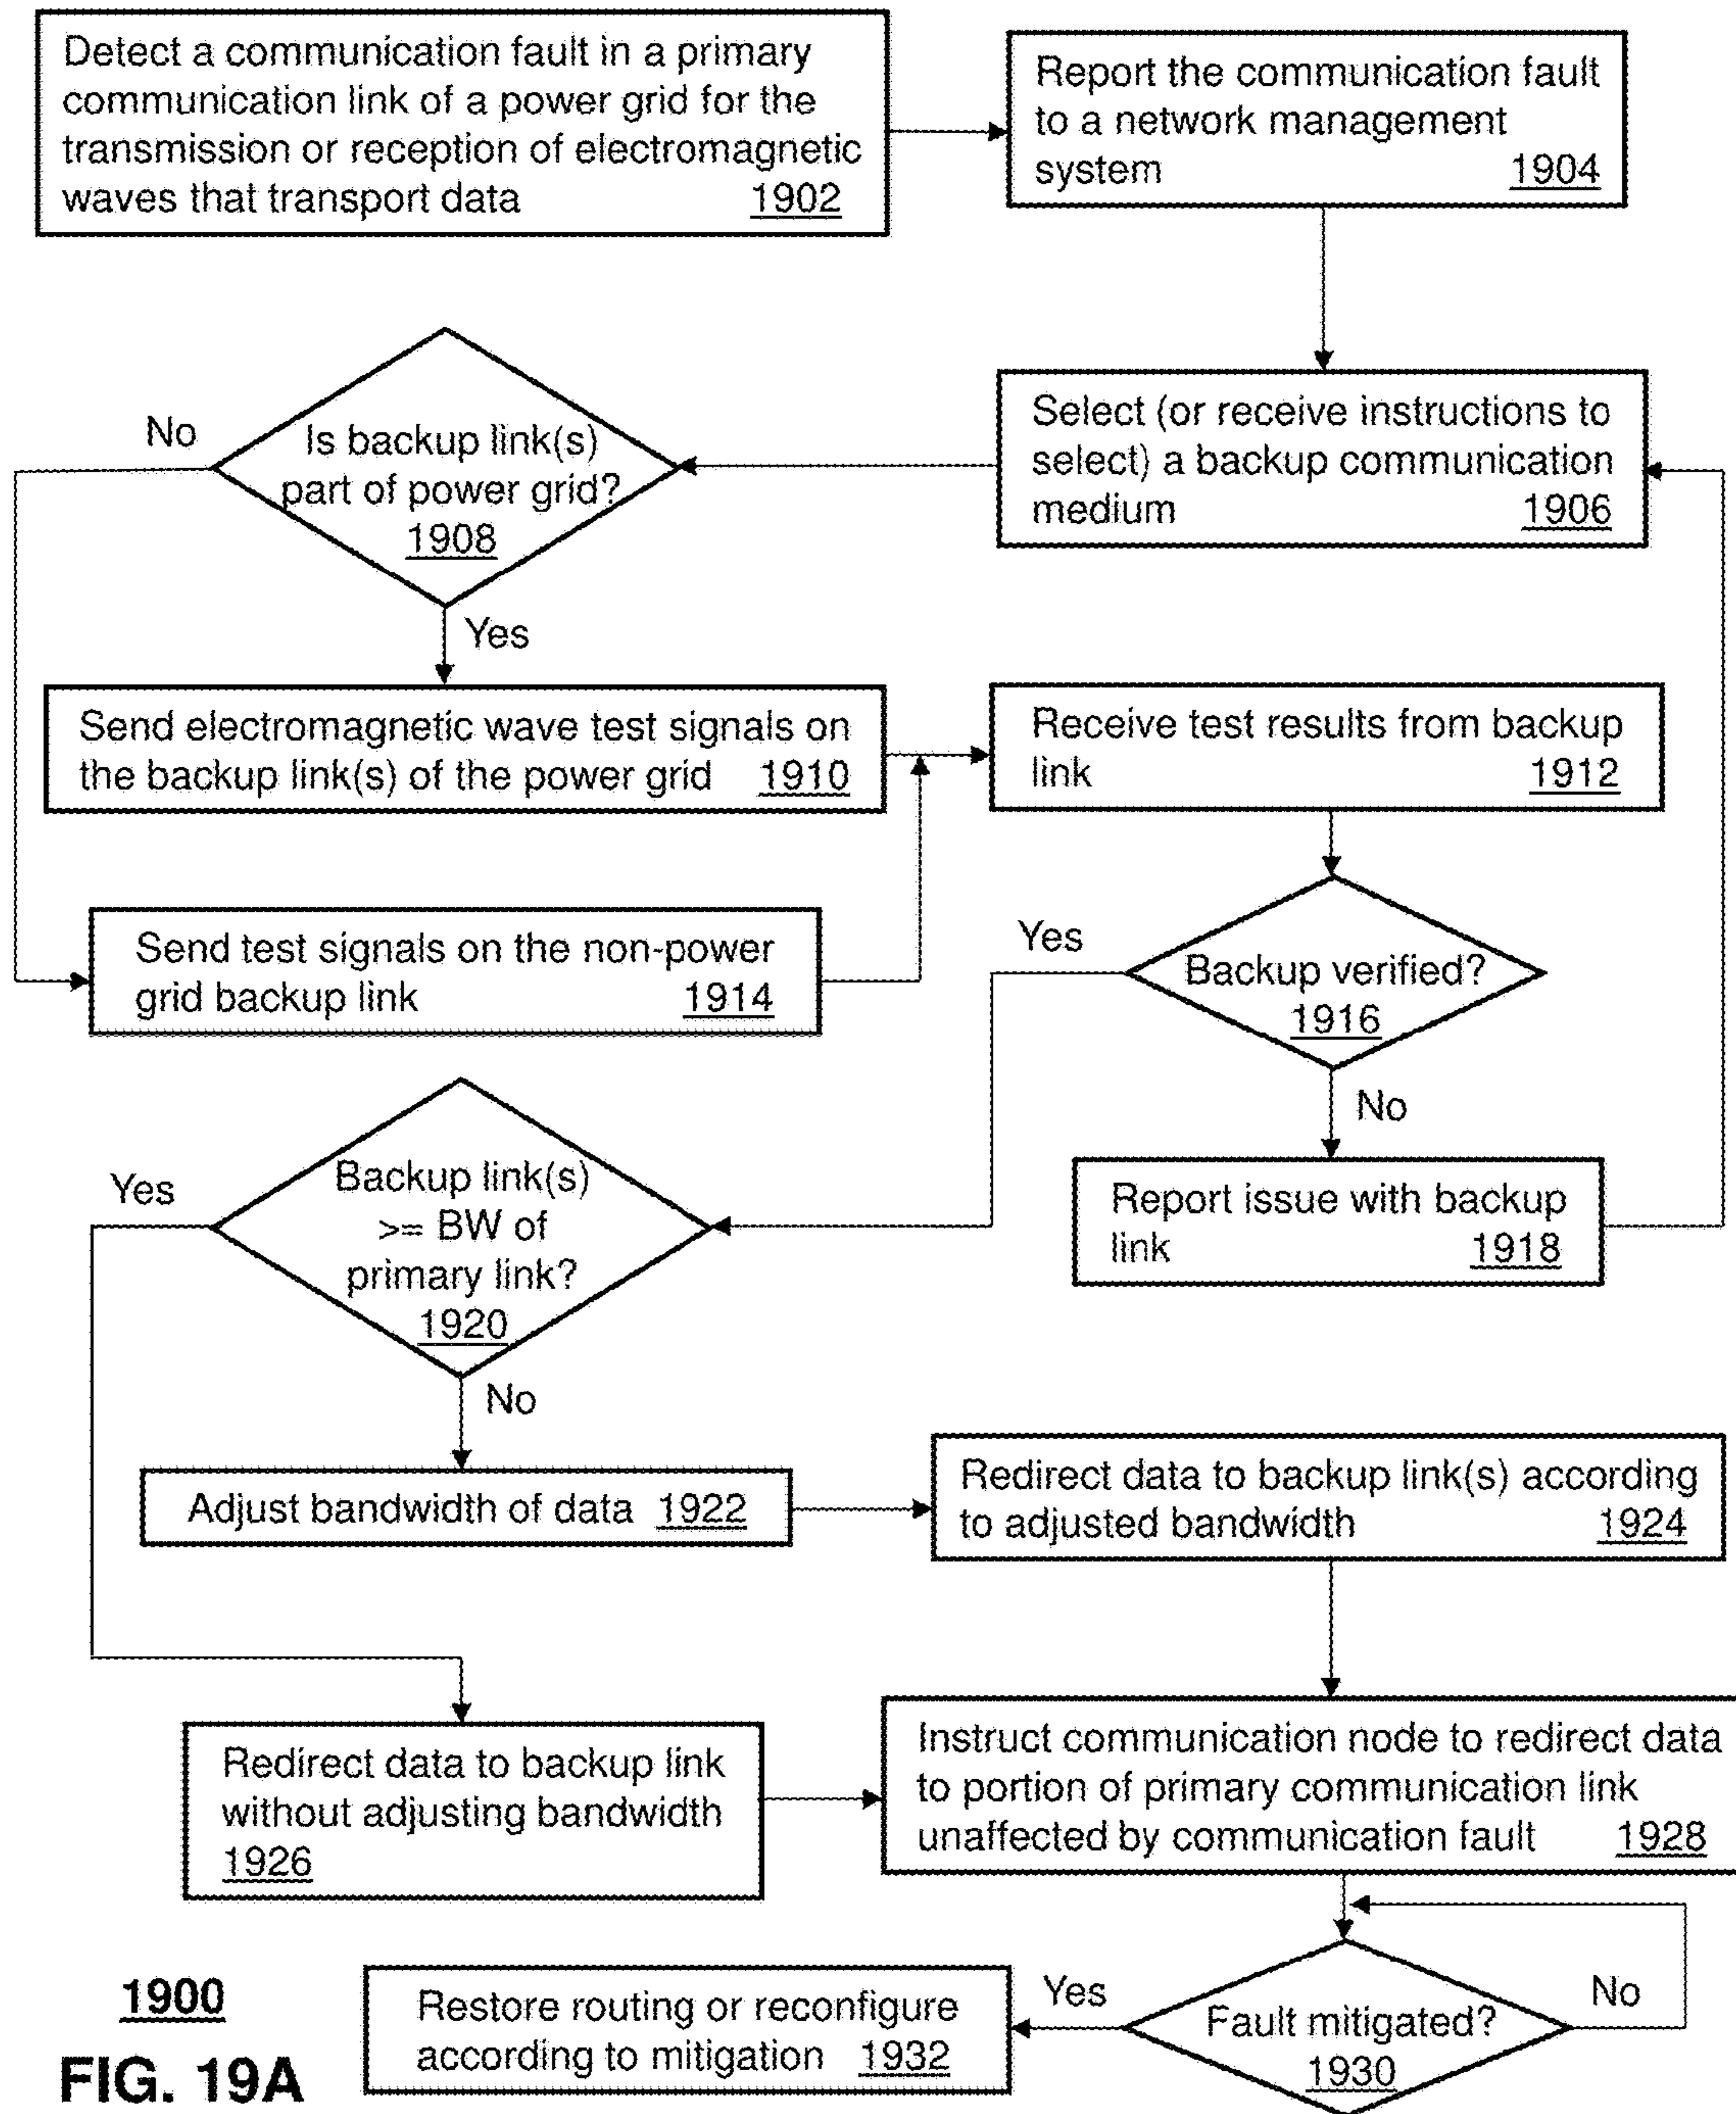 Detect a communication fault in a primary
communication link of a power grid for the
transmission or reception of electromagnetic
waves that transport data 1902
Report the communication fault
to a network management
system 1904
Select (or receive instructions to
select) a backup communication
medium 1906
Is backup link(s)
part of power grid?
1908
No
Yes
Send electromagnetic wave test signals on
the backup link(s) of the power grid 1910
Receive test results from backup
link 1912
Send test signals on the non-power
grid backup link 1914
Backup verified?
1916
Yes
No
Report issue with backup
link 1918
Backup link(s)
>= BW of
primary link?
1920
Yes
No
Adjust bandwidth of data 1922
Redirect data to backup link(s) according
to adjusted bandwidth 1924
Redirect data to backup link
without adjusting bandwidth
1926
Instruct communication node to redirect data
to portion of primary communication link
unaffected by communication fault 1928
Fault mitigated?
1930
Yes
No
Restore routing or reconfigure
according to mitigation 1932
1900
FIG. 19A